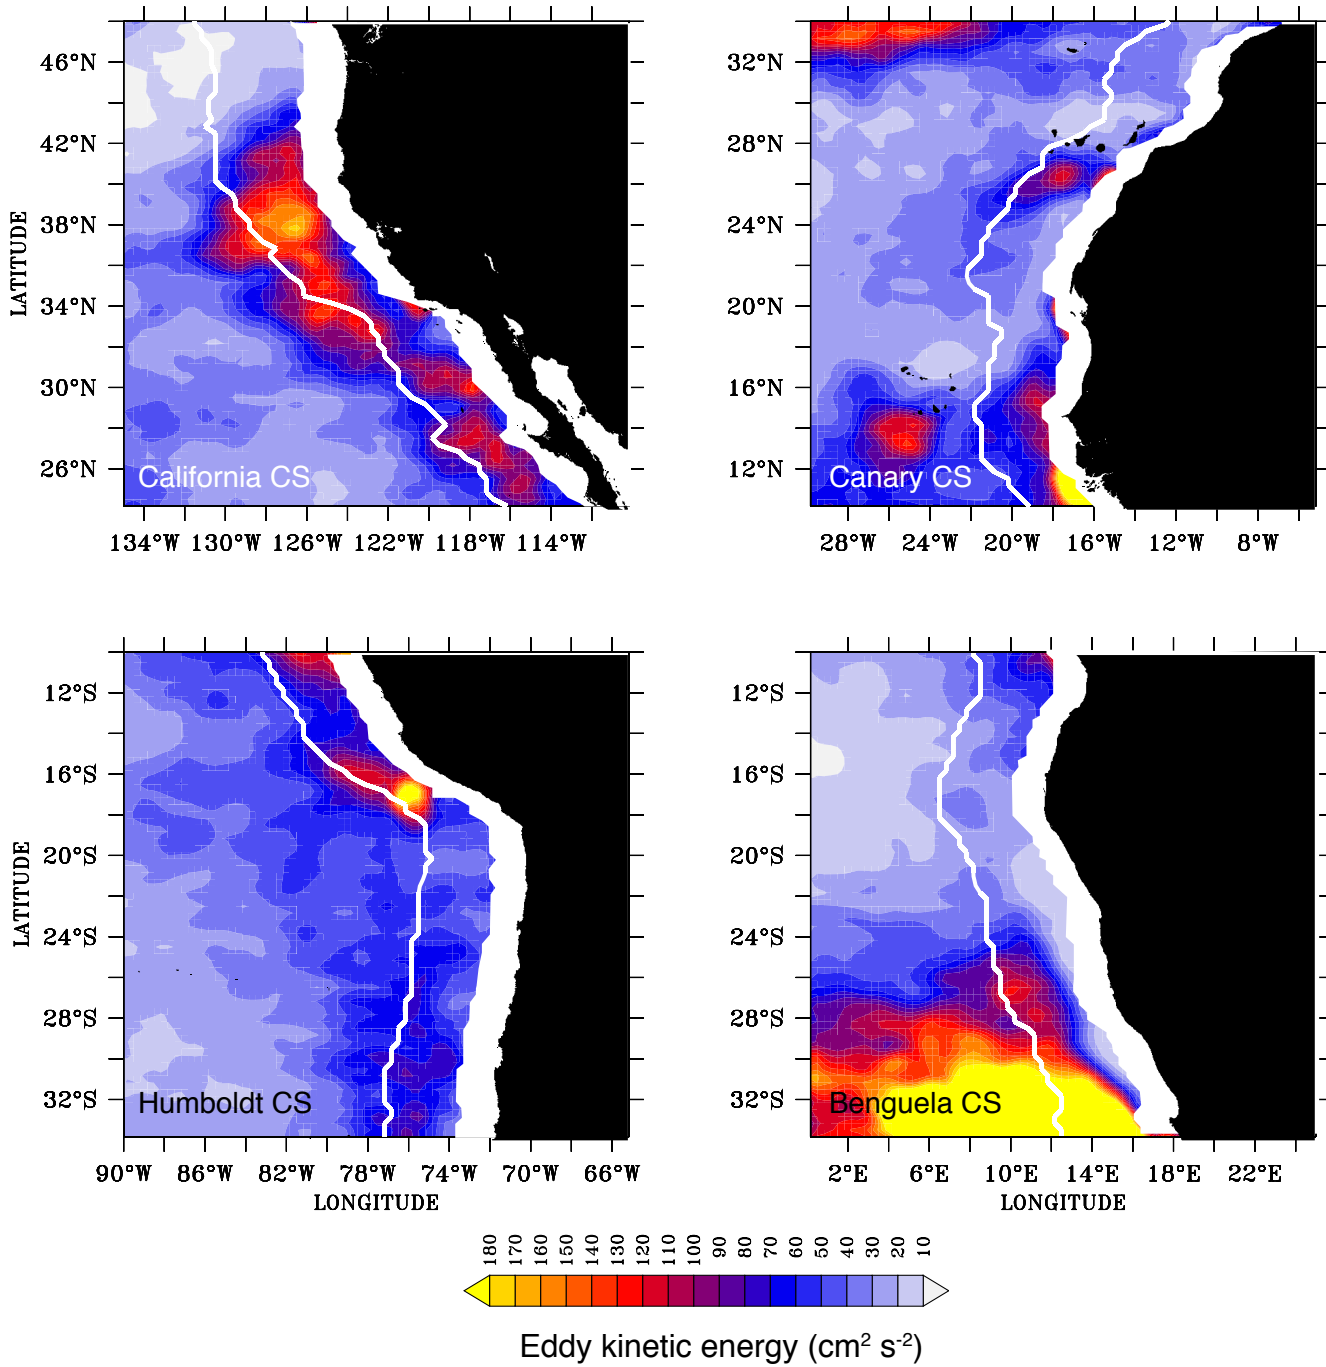 46°N
42°N
38°N
34°N
30°N
26°N
LATITUDE
California CS
134°W 130°W 126°W 122°W 118°W 114°W
32°N
28°N
24°N
20°N
16°N
12°N
Canary CS
28°W 24°W 20°W 16°W 12°W 8°W
12°S
16°S
20°S
24°S
28°S
32°S
LATITUDE
Humboldt CS
90°W 86°W 82°W 78°W 74°W 70°W 66°W
LONGITUDE
12°S
16°S
20°S
24°S
28°S
32°S
Benguela CS
2°E 6°E 10°E 14°E 18°E 22°E
LONGITUDE
180 170 160 150 140 130 120 110 100 90 80 70 60 50 40 30 20 10
Eddy kinetic energy (cm² s⁻²)